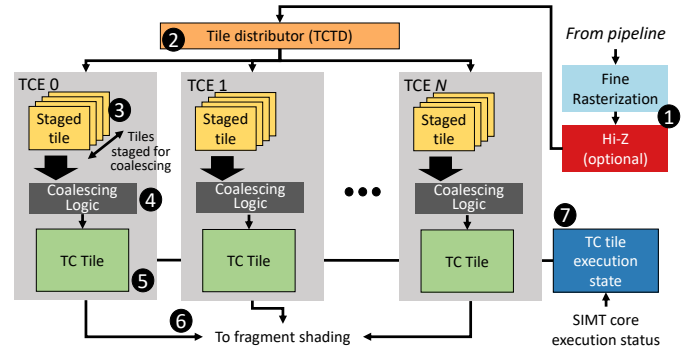 2 Tile distributor (TCTD)
From pipeline
Fine
Rasterization
1
Hi-Z
(optional)
TCE 0
3
Staged
tile
Tiles
staged for
coalescing
Coalescing
Logic
4
TC Tile
5
TCE 1
Staged
tile
Coalescing
Logic
TC Tile
TCE N
Staged
tile
Coalescing
Logic
TC Tile
7
TC tile
execution
state
SIMT core
execution status
6
To fragment shading